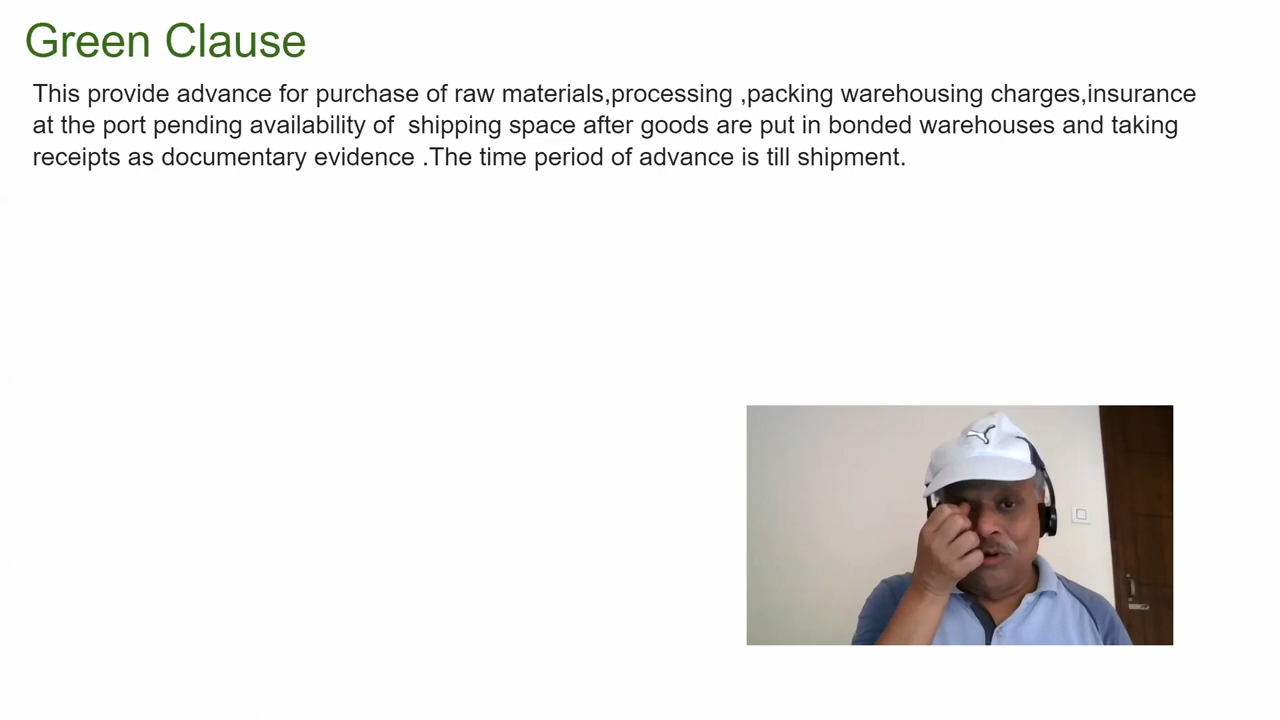 Green Clause
This provide advance for purchase of raw materials,processing ,packing warehousing charges,insurance
at the port pending availability of  shipping space after goods are put in bonded warehouses and taking
receipts as documentary evidence .The time period of advance is till shipment.